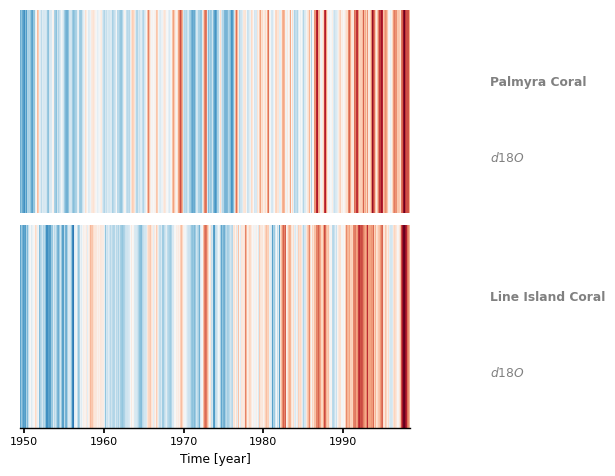 Palmyra Coral
d18O
Line Island Coral
d18O
1950 1960 1970 1980 1990
Time [year]